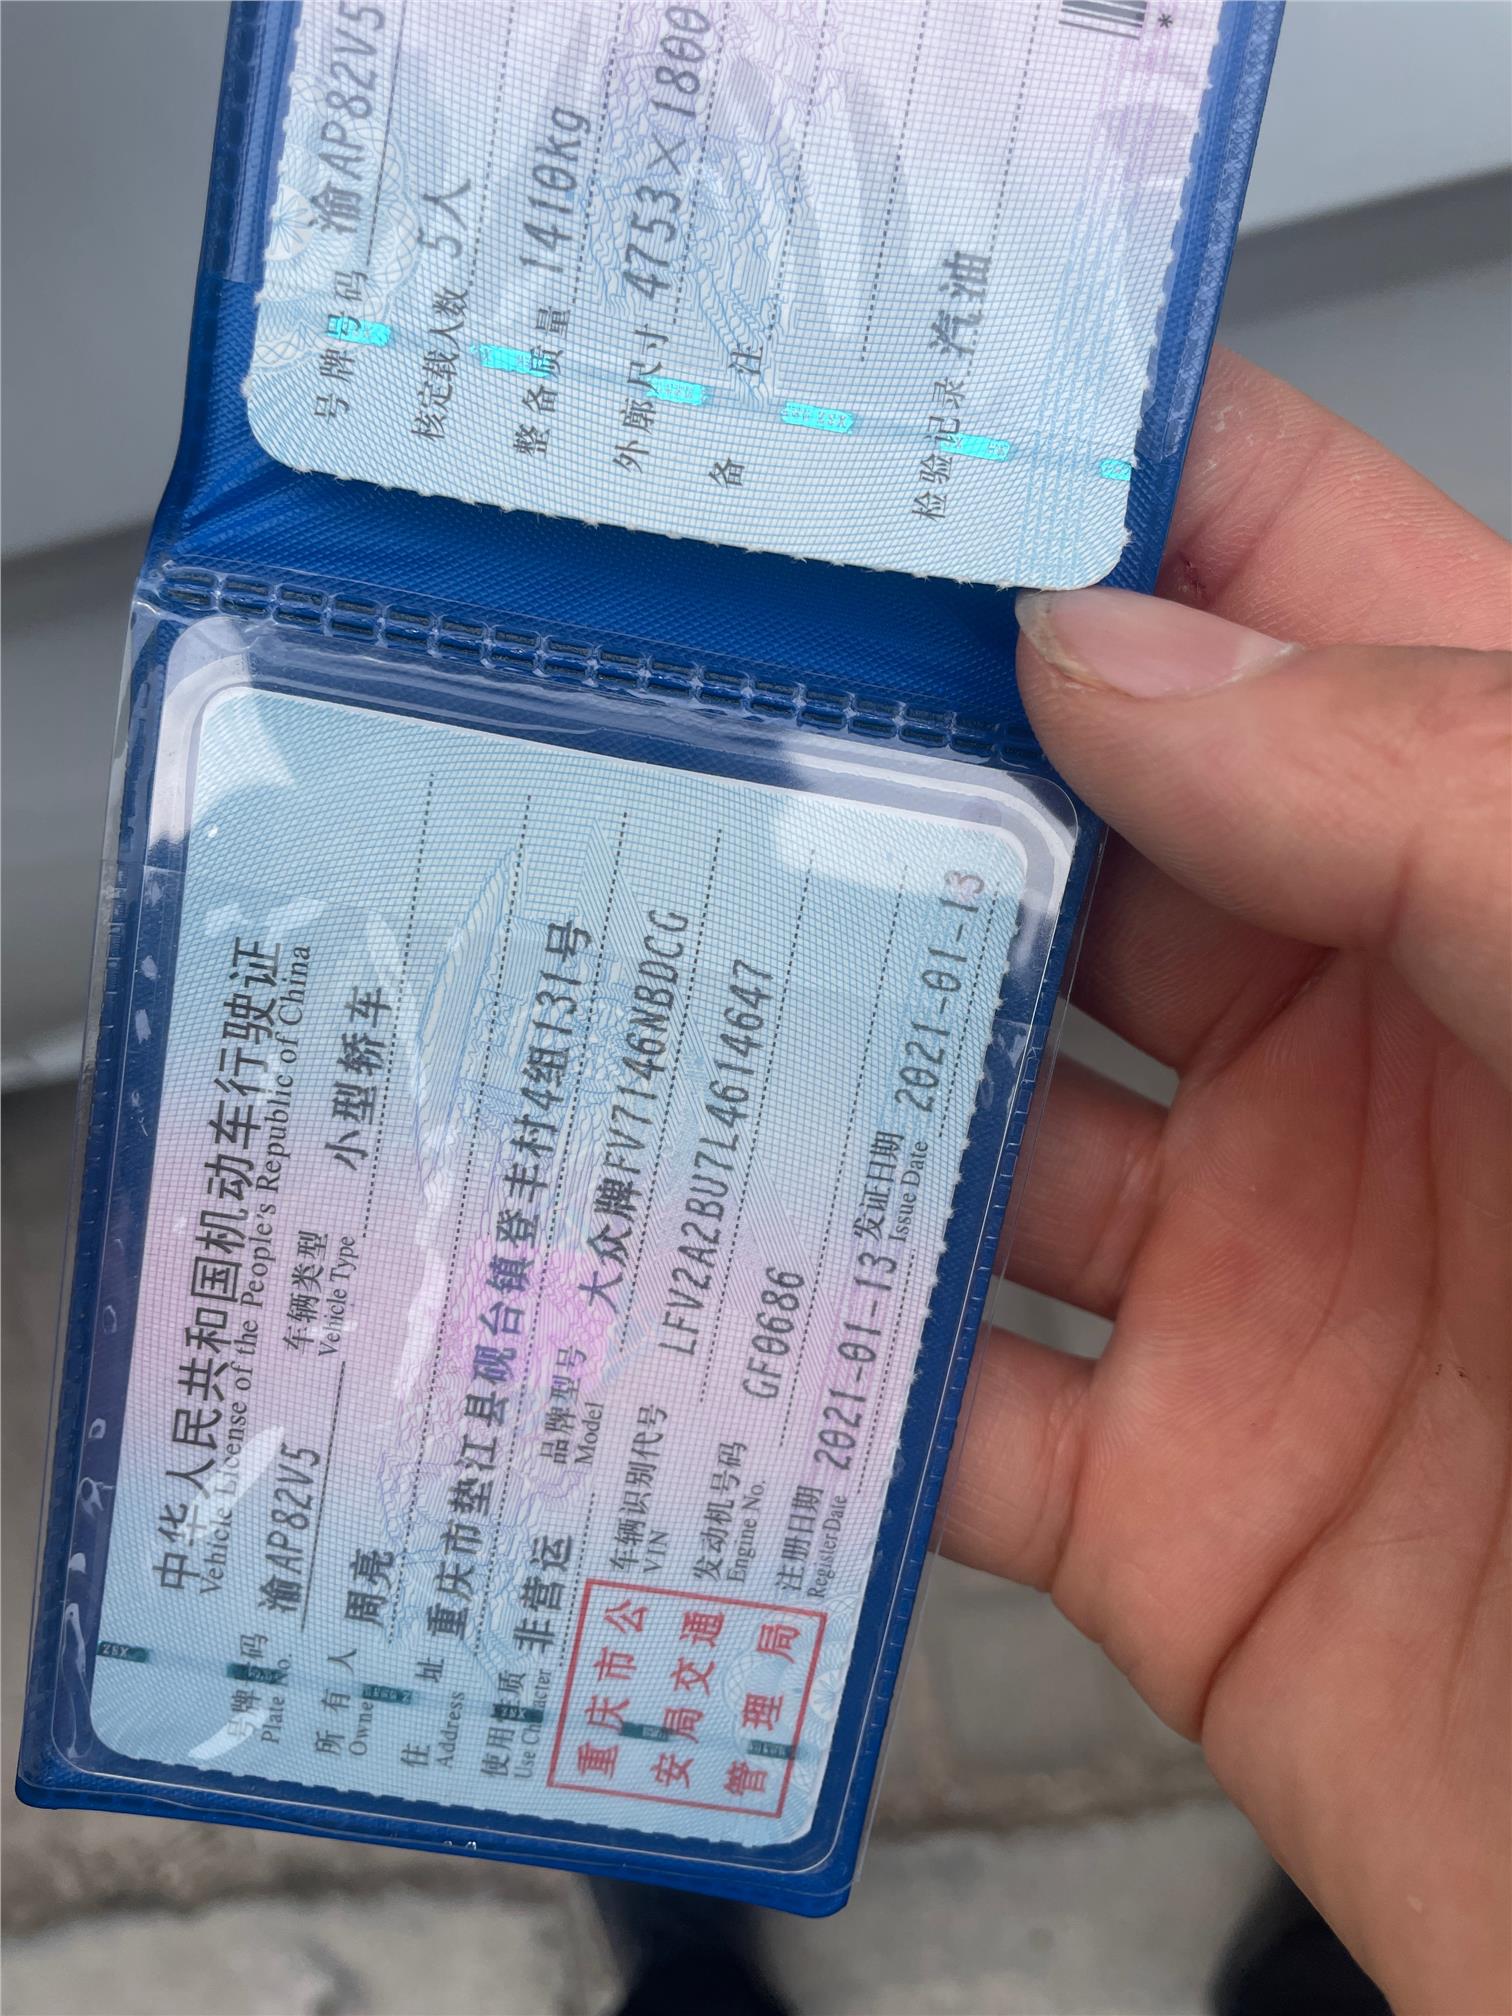 中华人民共和国机动车行驶证
Vehicle License of the People's Republic of China
号牌号码 渝AP82V5 车辆类型 小型轿车
Plate No. Vehicle Type
所有人 周亮
Owner
住址 重庆市垫江县砚台镇登丰村4组131号
Address
使用性质 非营运 品牌型号 大众牌FV7146NBDCG
Use Character Model
车辆识别代号 LFV2A2BU7L4614647
VIN
发动机号码 GF0686
Engine No.
注册日期 2021-01-13 发证日期 2021-01-13
Register Date Issue Date
重庆市公
安局交通
管理局
号牌号码 渝AP82V5
核定载人数 5人
整备质量 1410kg
外廓尺寸 4753×1800
备注
检验记录 汽油
*